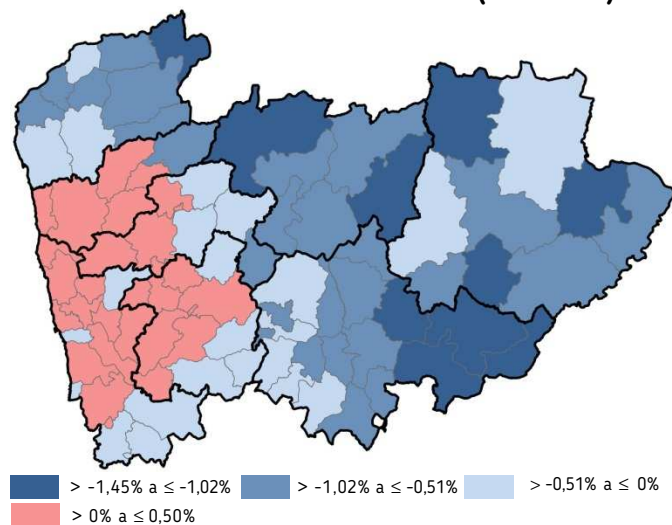 > -1,45% a ≤ -1,02% > -1,02% a ≤ -0,51% > -0,51% a ≤ 0%
> 0% a ≤ 0,50%